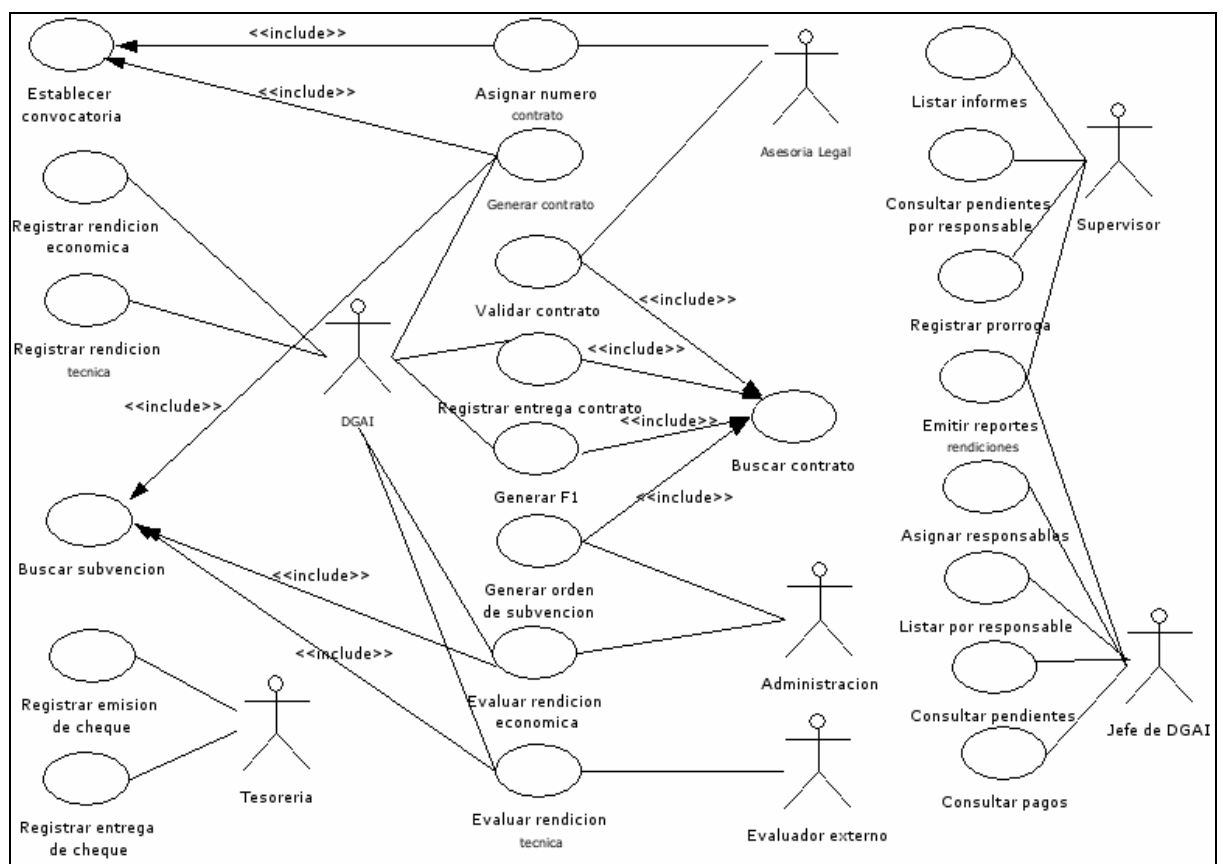 <<include>>
Establecer
convocatoria
<<include>>
Asignar numero
contrato
Asesoria Legal
Listar informes
Registrar rendicion
economica
Generar contrato
Consultar pendientes
por responsable
Supervisor
Registrar rendicion
tecnica
<<include>>
DGAI
Validar contrato
<<include>>
<<include>>
Registrar entrega contrato
<<include>>
Buscar contrato
Registrar prorroga
Emitir reportes
rendiciones
Generar F1
<<include>>
Buscar subvencion
<<include>>
Generar orden
de subvencion
Asignar responsables
Listar por responsable
<<include>>
Evaluar rendicion
economica
Administracion
Consultar pendientes
Jefe de DGAI
Registrar emision
de cheque
Tesoreria
Registrar entrega
de cheque
Evaluar rendicion
tecnica
Evaluador externo
Consultar pagos